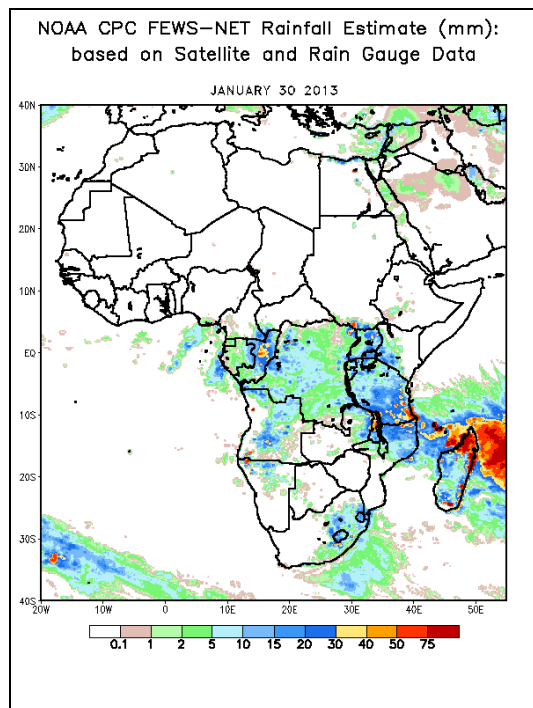 NOAA CPC FEWS-NET Rainfall Estimate (mm):
based on Satellite and Rain Gauge Data
JANUARY 30 2013
40N
30N
20N
10N
EQ
10S
20S
30S
40S
20W 10W 0 10E 20E 30E 40E 50E
0.1 1 2 5 10 15 20 30 40 50 75